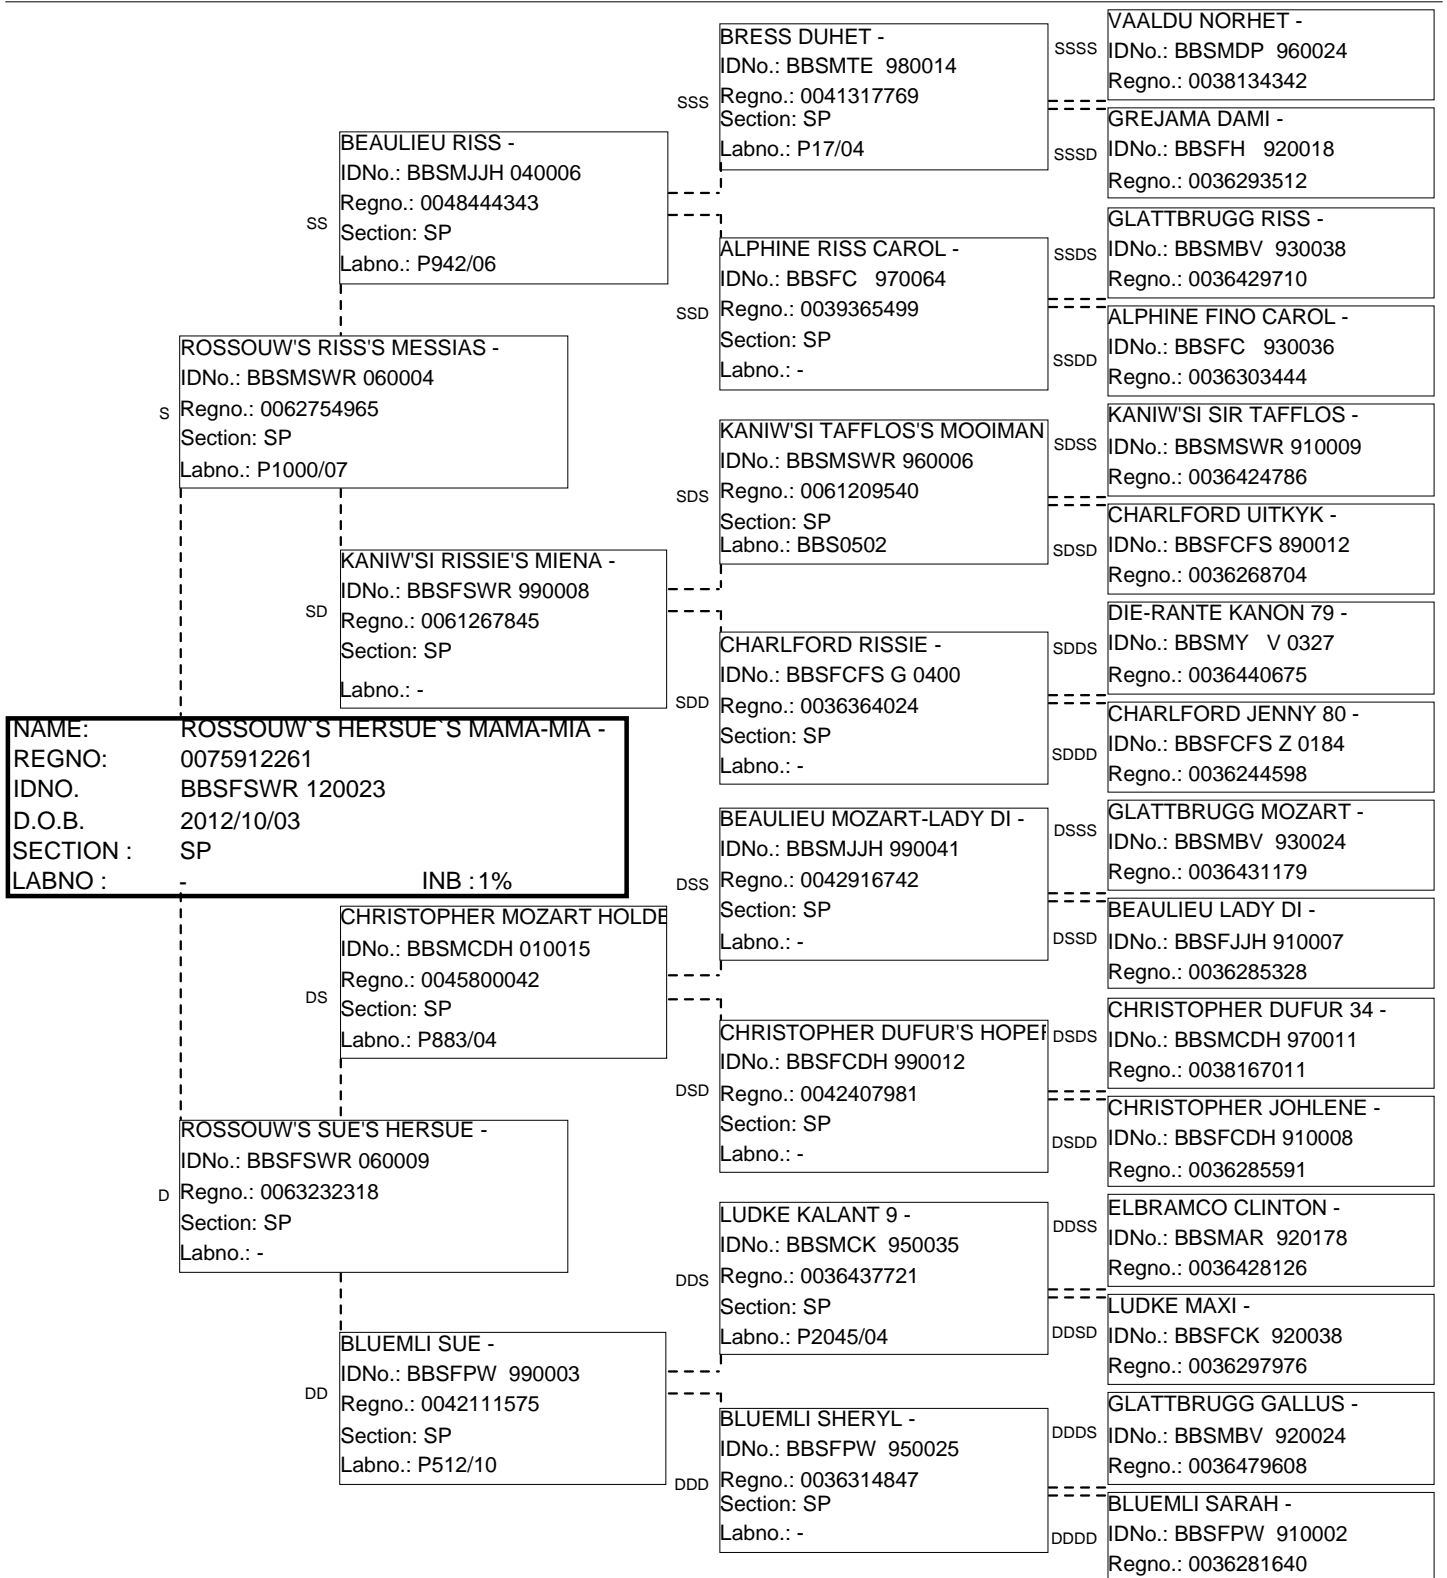 NAME: ROSSOUW`S HERSUE`S MAMA-MIA -
REGNO: 0075912261
IDNO. BBSFSWR 120023
D.O.B. 2012/10/03
SECTION : SP
LABNO : - INB : 1%
S
ROSSOUW'S RISS'S MESSIAS -
IDNo.: BBSMSWR 060004
Regno.: 0062754965
Section: SP
Labno.: P1000/07
D
ROSSOUW'S SUE'S HERSUE -
IDNo.: BBSFSWR 060009
Regno.: 0063232318
Section: SP
Labno.: -
SS
BEAULIEU RISS -
IDNo.: BBSMJJH 040006
Regno.: 0048444343
Section: SP
Labno.: P942/06
SD
KANIW'SI RISSIE'S MIENA -
IDNo.: BBSFSWR 990008
Regno.: 0061267845
Section: SP
Labno.: -
DS
CHRISTOPHER MOZART HOLDE
IDNo.: BBSMCDH 010015
Regno.: 0045800042
Section: SP
Labno.: P883/04
DD
BLUEMLI SUE -
IDNo.: BBSFPW 990003
Regno.: 0042111575
Section: SP
Labno.: P512/10
SSS
BRESS DUHET -
IDNo.: BBSMTE 980014
Regno.: 0041317769
Section: SP
Labno.: P17/04
SSD
ALPHINE RISS CAROL -
IDNo.: BBSFC 970064
Regno.: 0039365499
Section: SP
Labno.: -
SDS
KANIW'SI TAFFLOS'S MOOIMAN
IDNo.: BBSMSWR 960006
Regno.: 0061209540
Section: SP
Labno.: BBS0502
SDD
CHARLFORD RISSIE -
IDNo.: BBSFCFS G 0400
Regno.: 0036364024
Section: SP
Labno.: -
DSS
BEAULIEU MOZART-LADY DI -
IDNo.: BBSMJJH 990041
Regno.: 0042916742
Section: SP
Labno.: -
DSD
CHRISTOPHER DUFUR'S HOPEF
IDNo.: BBSFCDH 990012
Regno.: 0042407981
Section: SP
Labno.: -
DDS
LUDKE KALANT 9 -
IDNo.: BBSMCK 950035
Regno.: 0036437721
Section: SP
Labno.: P2045/04
DDD
BLUEMLI SHERYL -
IDNo.: BBSFPW 950025
Regno.: 0036314847
Section: SP
Labno.: -
SSSS
VAALDU NORHET -
IDNo.: BBSMDP 960024
Regno.: 0038134342
SSSD
GREJAMA DAMI -
IDNo.: BBSFH 920018
Regno.: 0036293512
SSDS
GLATTBRUGG RISS -
IDNo.: BBSMBV 930038
Regno.: 0036429710
SSDD
ALPHINE FINO CAROL -
IDNo.: BBSFC 930036
Regno.: 0036303444
SDSS
KANIW'SI SIR TAFFLOS -
IDNo.: BBSMSWR 910009
Regno.: 0036424786
SDSD
CHARLFORD UITKYK -
IDNo.: BBSFCFS 890012
Regno.: 0036268704
SDDS
DIE-RANTE KANON 79 -
IDNo.: BBSMY V 0327
Regno.: 0036440675
SDDD
CHARLFORD JENNY 80 -
IDNo.: BBSFCFS Z 0184
Regno.: 0036244598
DSSS
GLATTBRUGG MOZART -
IDNo.: BBSMBV 930024
Regno.: 0036431179
DSSD
BEAULIEU LADY DI -
IDNo.: BBSFJJH 910007
Regno.: 0036285328
DSDS
CHRISTOPHER DUFUR 34 -
IDNo.: BBSMCDH 970011
Regno.: 0038167011
DSDD
CHRISTOPHER JOHLENE -
IDNo.: BBSFCDH 910008
Regno.: 0036285591
DDSS
ELBRAMCO CLINTON -
IDNo.: BBSMAR 920178
Regno.: 0036428126
DDSD
LUDKE MAXI -
IDNo.: BBSFCK 920038
Regno.: 0036297976
DDDS
GLATTBRUGG GALLUS -
IDNo.: BBSMBV 920024
Regno.: 0036479608
DDDD
BLUEMLI SARAH -
IDNo.: BBSFPW 910002
Regno.: 0036281640